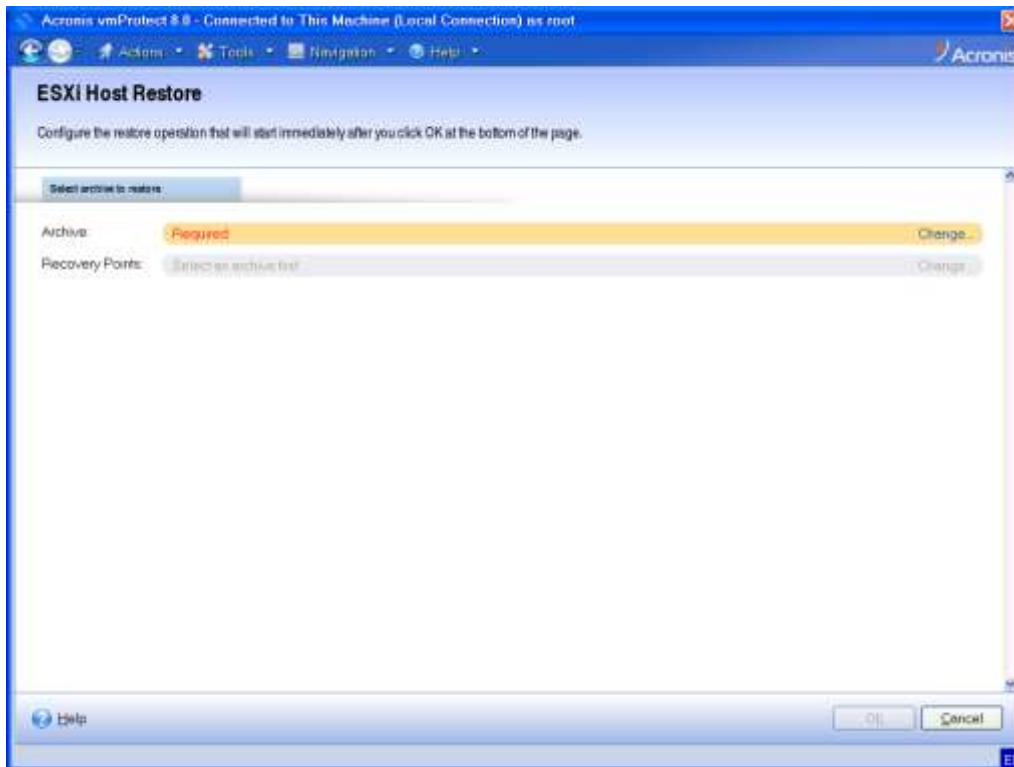 Acronis vmProtect 8.0 - Connected to This Machine (Local Connection) as root
Actions Tools Navigation Help Acronis
ESXi Host Restore
Configure the restore operation that will start immediately after you click OK at the bottom of the page.
Select archive to restore
Archive: Required Change...
Recovery Points: Select an archive first Change...
Help OK Cancel